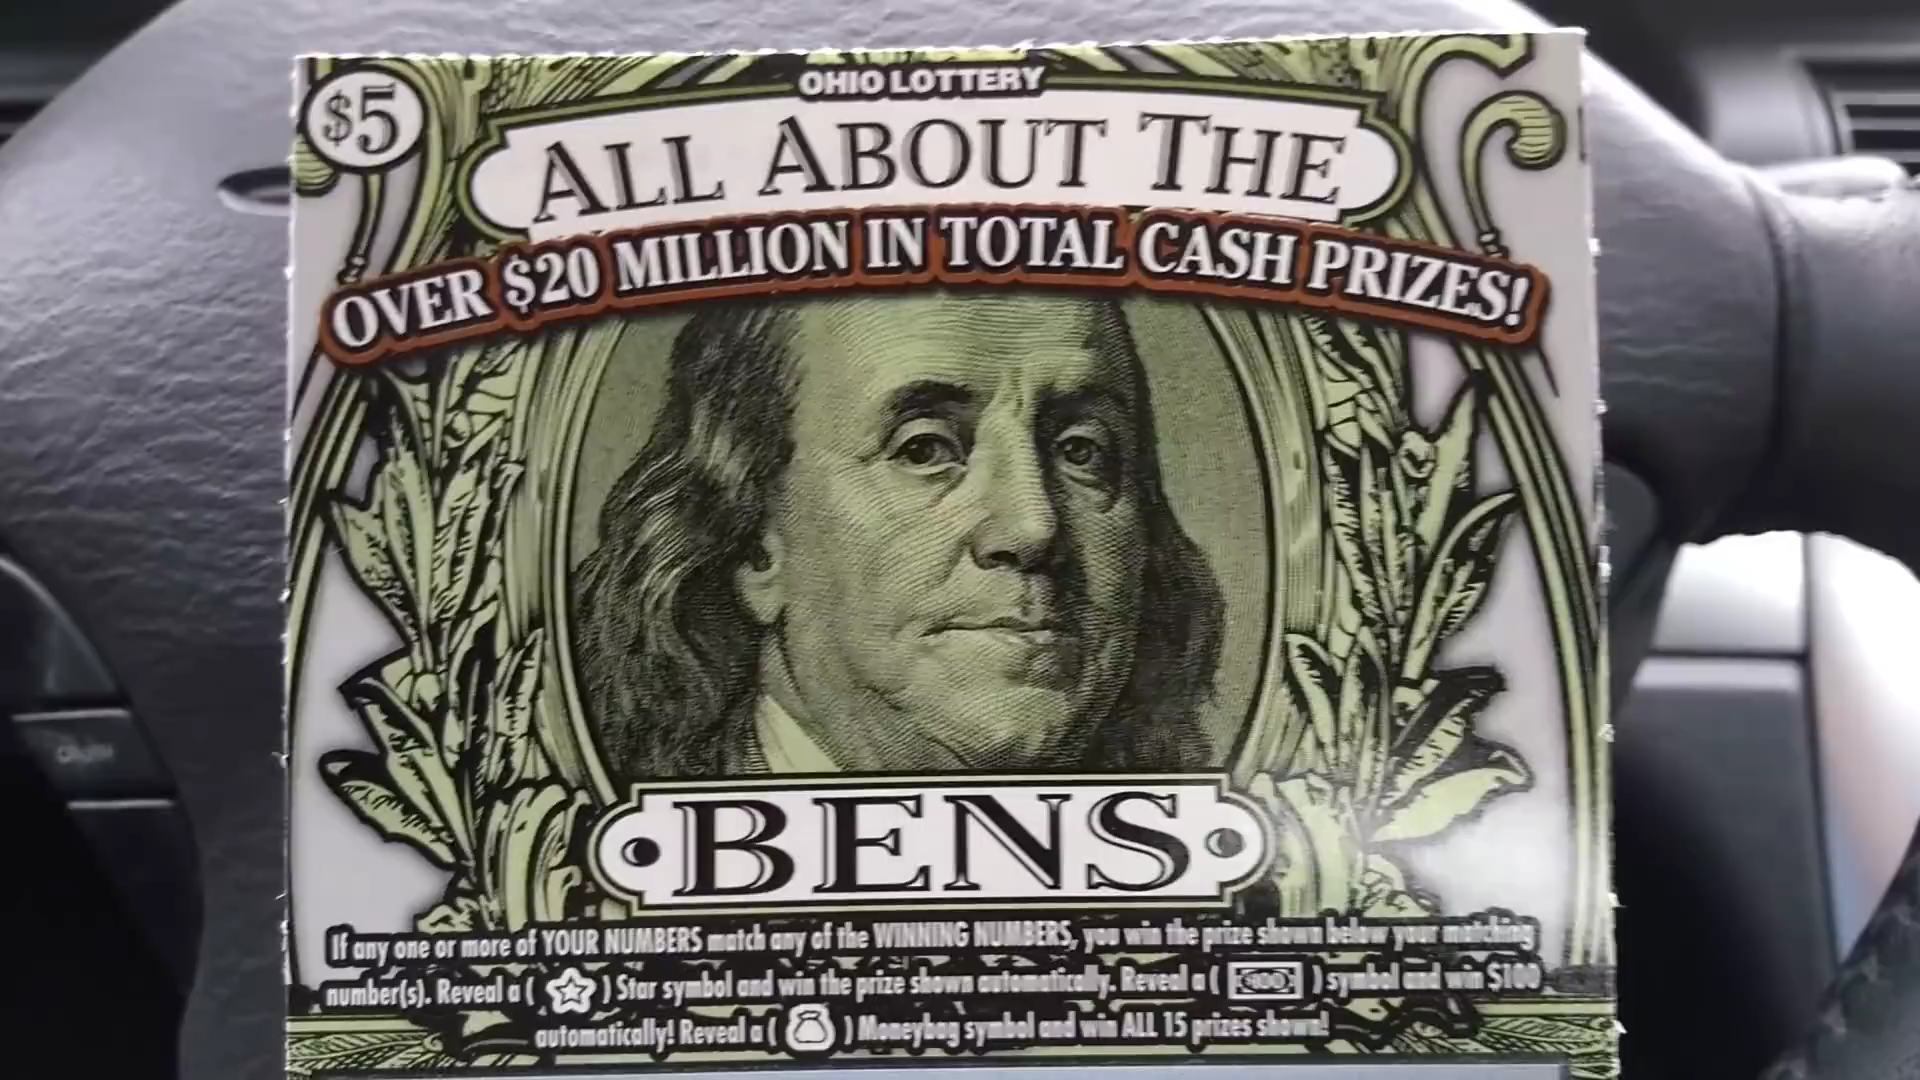 $5
OHIO LOTTERY
ALL ABOUT THE
OVER $20 MILLION IN TOTAL CASH PRIZES!
BENS
If any one or more of YOUR NUMBERS match any of the WINNING NUMBERS, you win the prize shown below your matching
number(s). Reveal a ( ) Star symbol and win the prize shown automatically. Reveal a ( 100 ) symbol and win $100
automatically! Reveal a ( ) Moneybag symbol and win ALL 15 prizes shown!